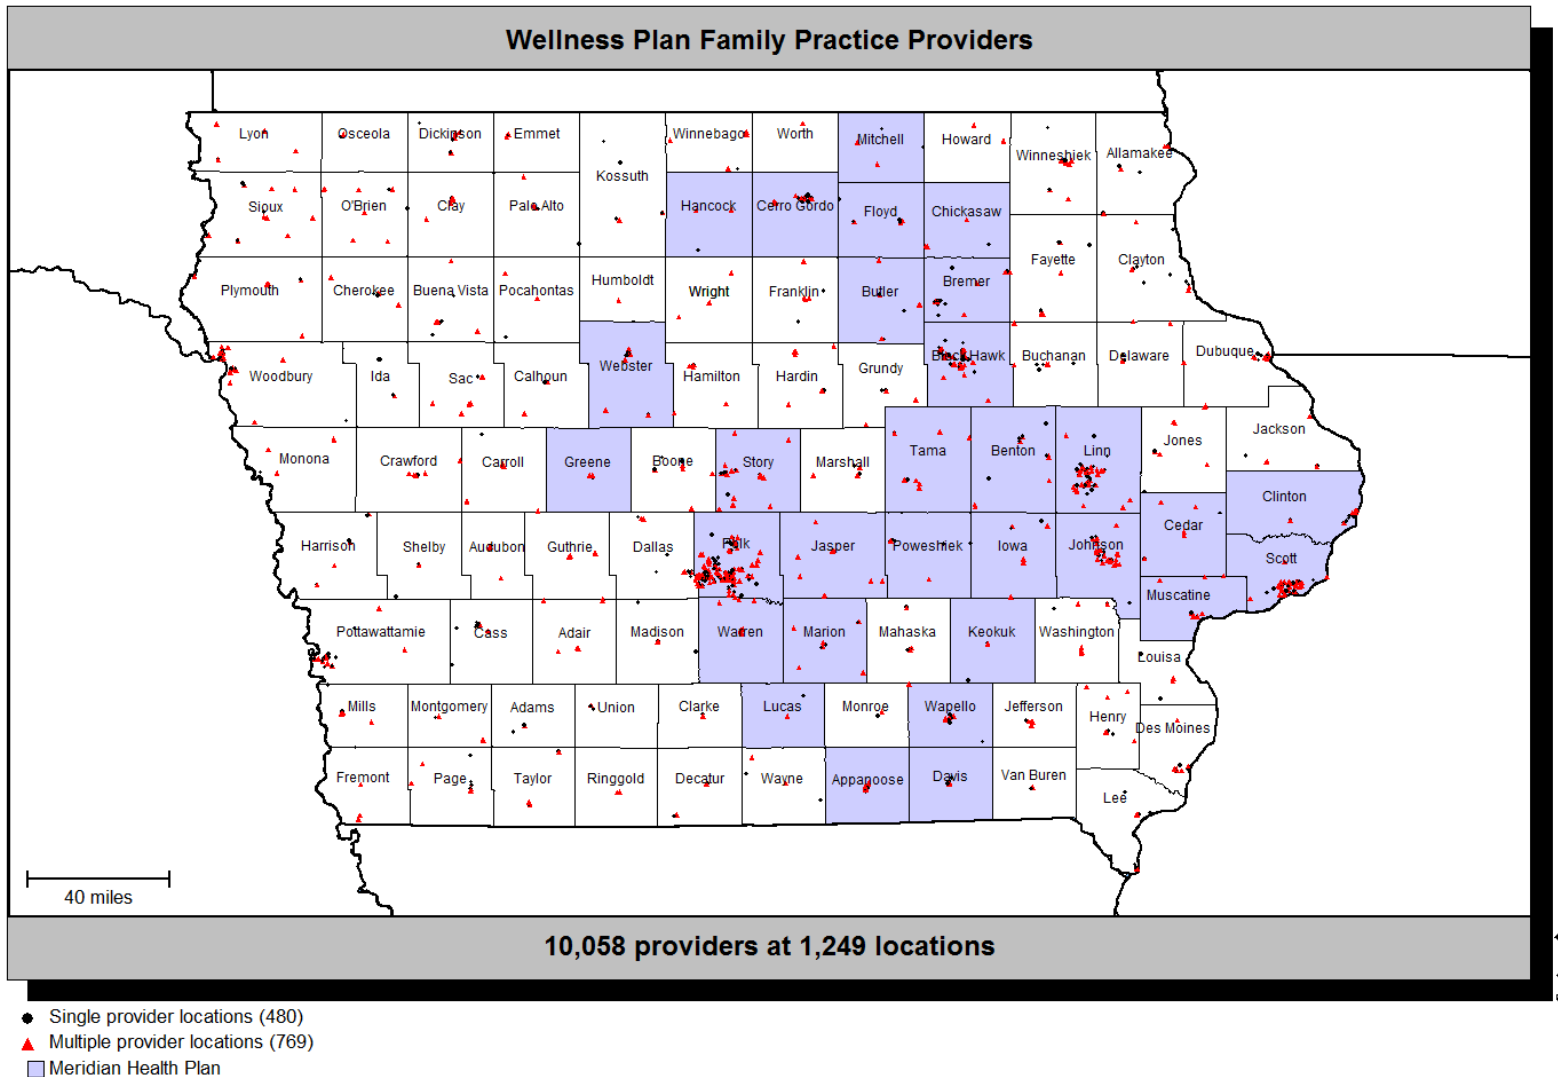 Wellness Plan Family Practice Providers
Lyon Osceola Dickinson Emmet Winnebago Worth Mitchell Howard
Winneshiek Allamakee
Kossuth
Sioux O'Brien Clay Palo Alto Hancock Cerro Gordo Floyd Chickasaw
Fayette Clayton
Plymouth Cherokee Buena Vista Pocahontas Humboldt Wright Franklin Butler Bremer
Woodbury Ida Sac Calhoun Webster Hamilton Hardin Grundy Black Hawk Buchanan Delaware Dubuque
Monona Crawford Carroll Greene Boone Story Marshall Tama Benton Linn Jones Jackson
Clinton
Harrison Shelby Audubon Guthrie Dallas Polk Jasper Poweshiek Iowa Johnson Cedar
Scott
Muscatine
Pottawattamie Cass Adair Madison Warren Marion Mahaska Keokuk Washington
Louisa
Mills Montgomery Adams Union Clarke Lucas Monroe Wapello Jefferson Henry Des Moines
Fremont Page Taylor Ringgold Decatur Wayne Appanoose Davis Van Buren
Lee
40 miles
10,058 providers at 1,249 locations
Single provider locations (480)
Multiple provider locations (769)
Meridian Health Plan